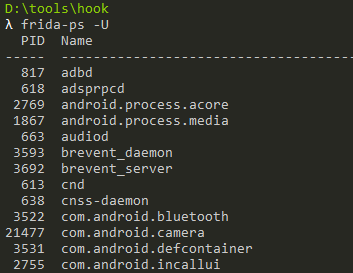 D:\tools\hook
λ frida-ps -U
PID Name
----- ----------------------------------
817 adbd
618 adsprpcd
2769 android.process.acore
1867 android.process.media
663 audiod
3593 brevent_daemon
3692 brevent_server
613 cnd
638 cnss-daemon
3522 com.android.bluetooth
21477 com.android.camera
3531 com.android.defcontainer
2755 com.android.incallui